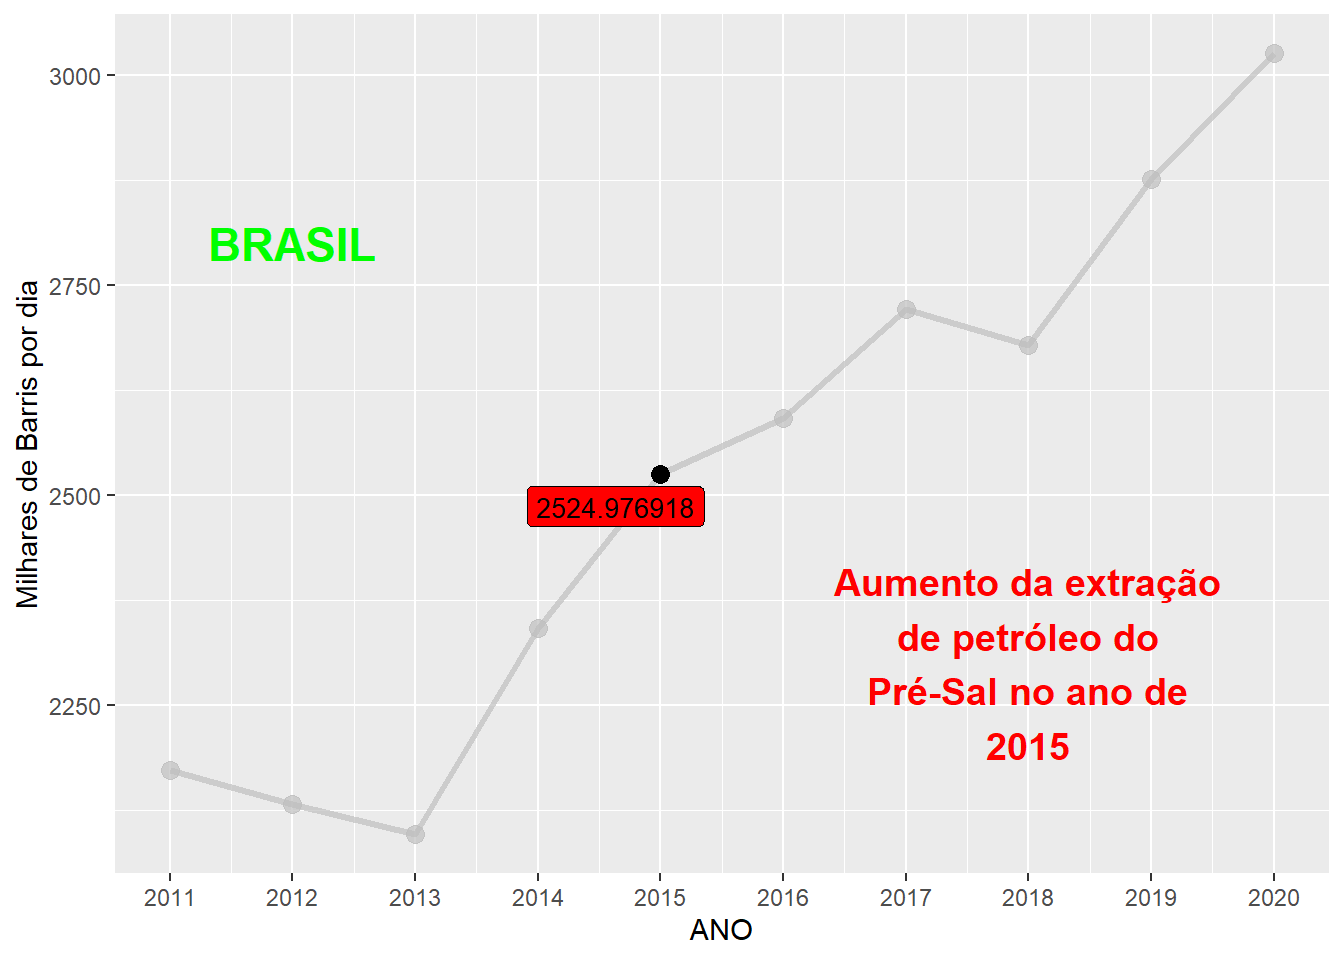 3000
BRASIL
2750
Milhares de Barris por dia
2500
2524.976918
Aumento da extração
de petróleo do
Pré-Sal no ano de
2015
2250
2011 2012 2013 2014 2015 2016 2017 2018 2019 2020
ANO